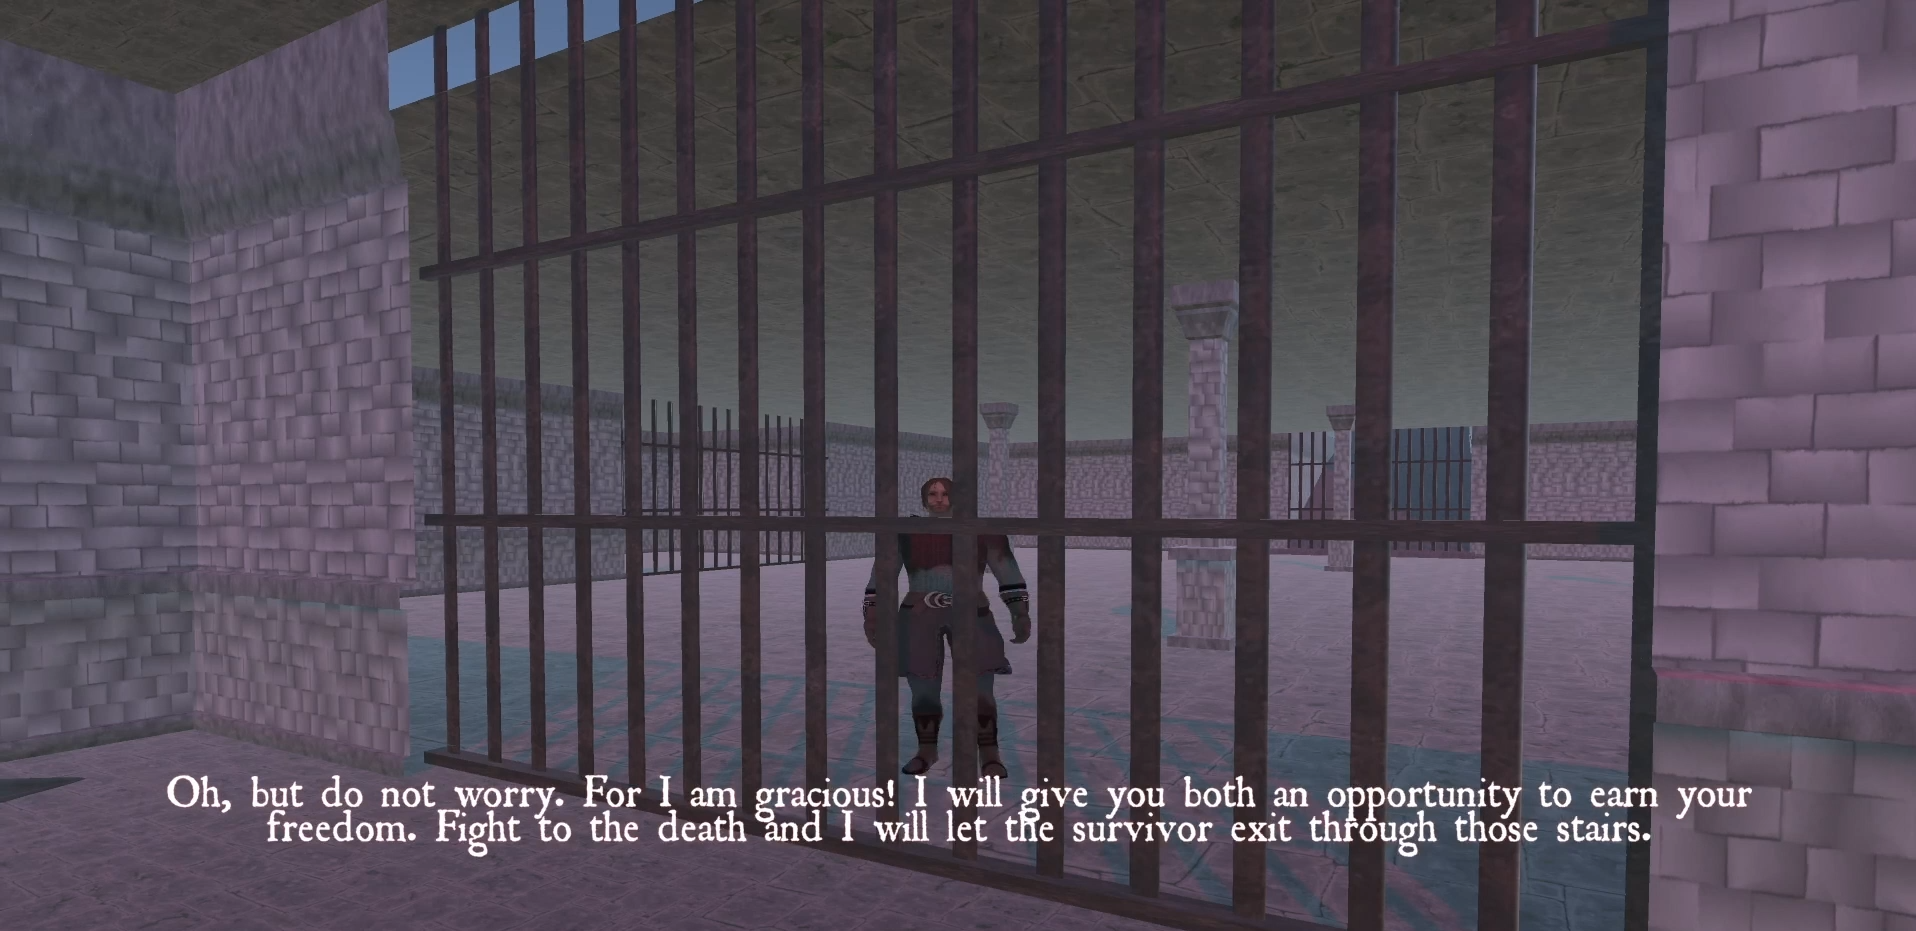 Oh, but do not worry. For I am gracious! I will give you both an opportunity to earn your
freedom. Fight to the death and I will let the survivor exit through those stairs.